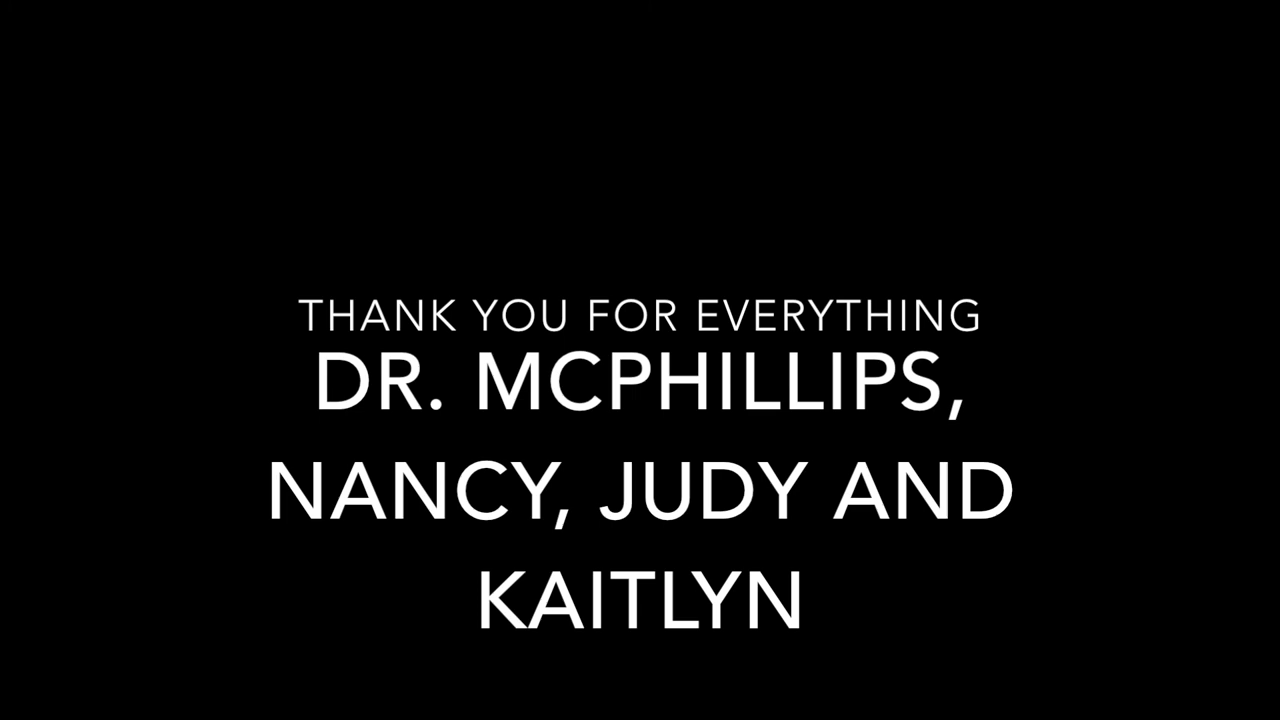 THANK YOU FOR EVERYTHING
DR. MCPHILLIPS,
NANCY, JUDY AND
KAITLYN